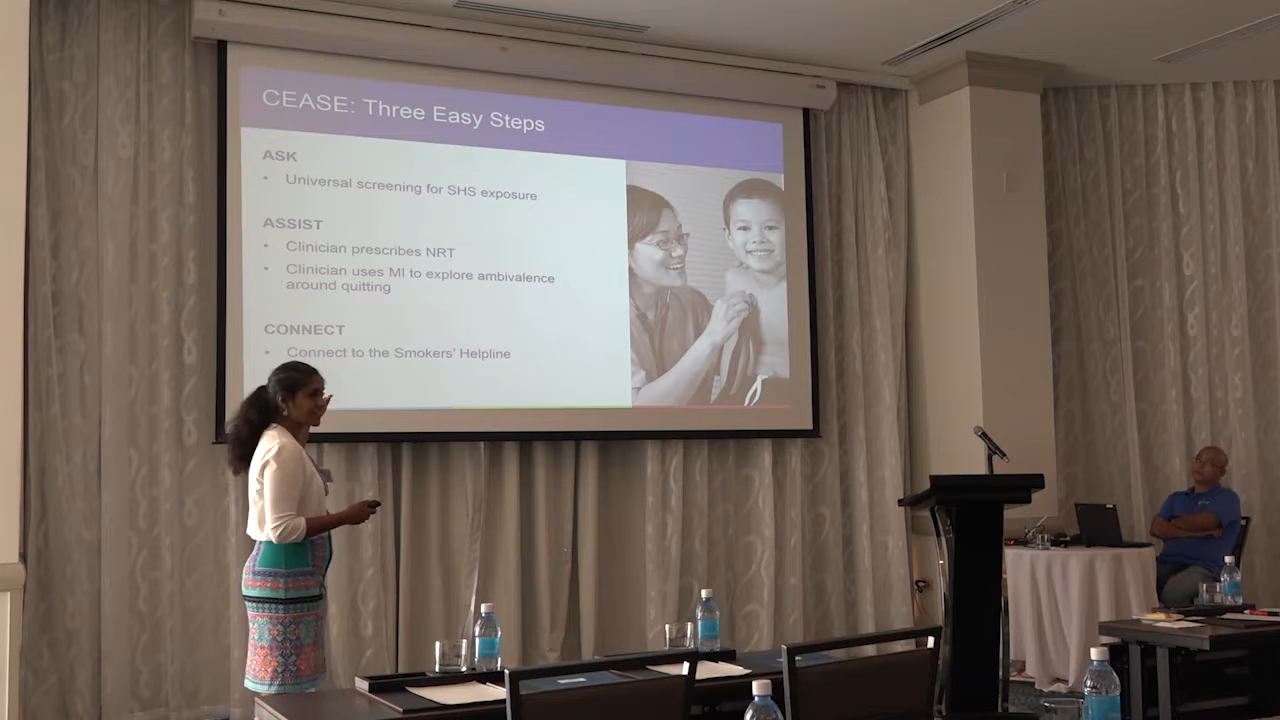 CEASE: Three Easy Steps
ASK
• Universal screening for SHS exposure
ASSIST
• Clinician prescribes NRT
• Clinician uses MI to explore ambivalence
around quitting
CONNECT
• Connect to the Smokers' Helpline